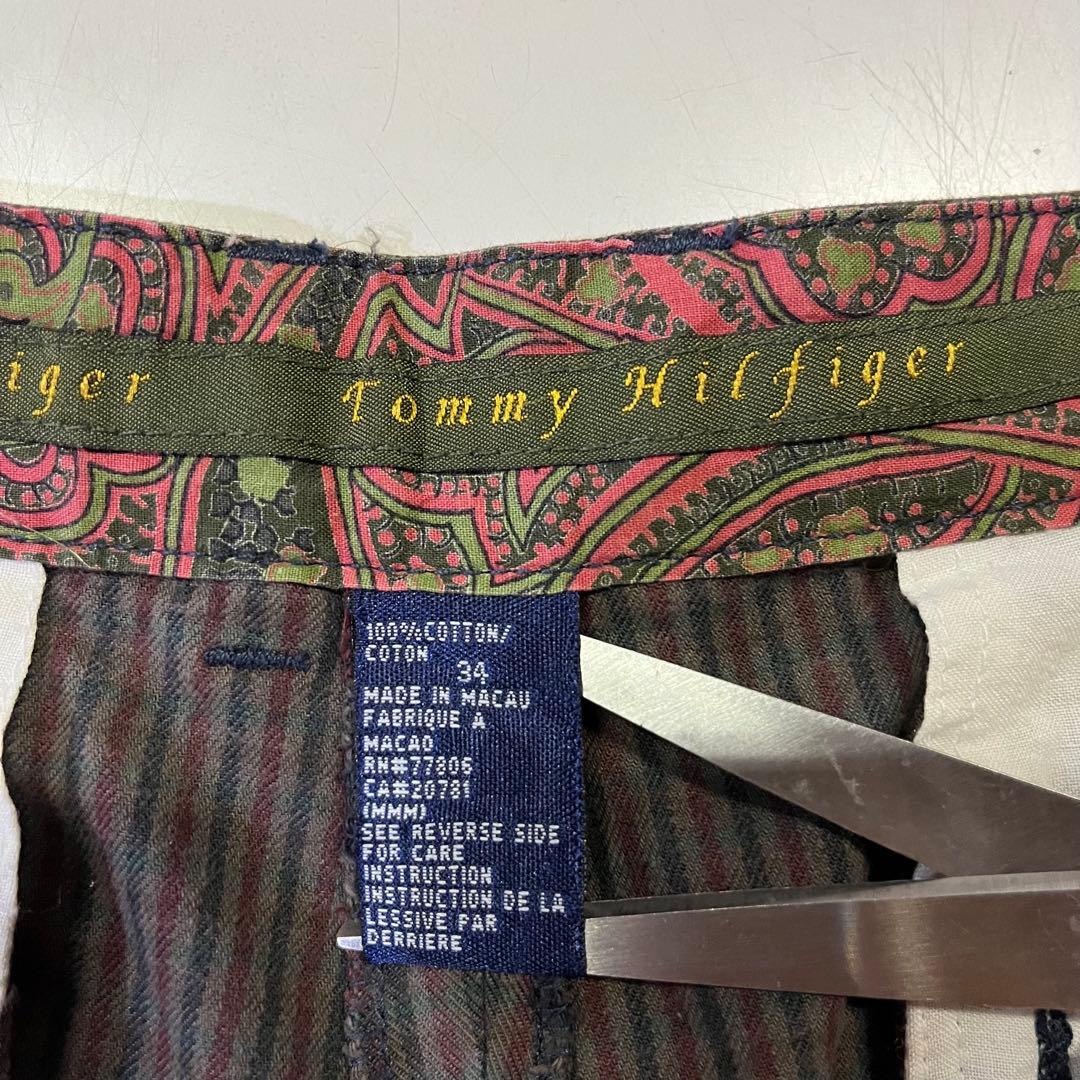 iger Tommy Hilfiger
100%COTTON/
COTON
34
MADE IN MACAU
FABRIQUE A
MACAO
RN#77806
CA#20781
(MMM)
SEE REVERSE SIDE
FOR CARE
INSTRUCTION
INSTRUCTION DE LA
LESSIVE PAR
DERRIERE